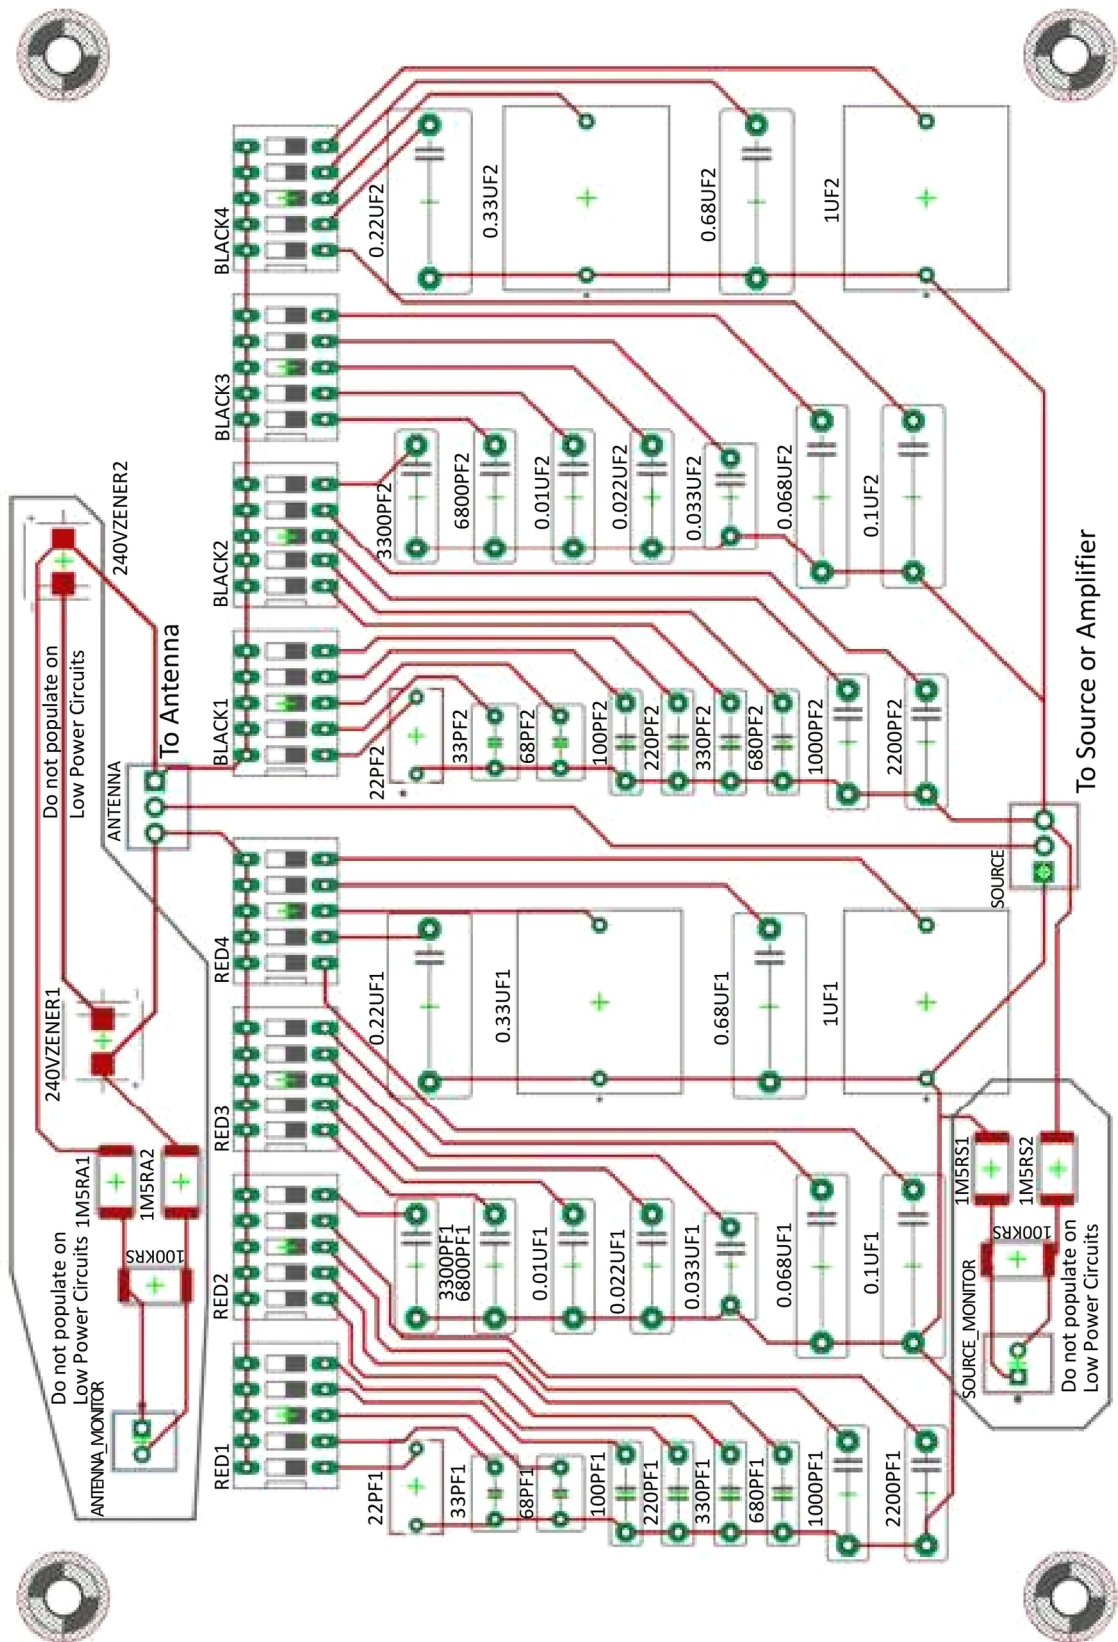 240VZENER2
Do not populate on
Low Power Circuits
To Antenna
ANTENNA
240VZENER1
1M5RA1
1M5RA2
100KRS
Do not populate on
Low Power Circuits
ANTENNA_MONITOR
BLACK4
BLACK3
BLACK2
BLACK1
RED4
RED3
RED2
RED1
0.22UF2
0.33UF2
0.68UF2
1UF2
3300PF2
6800PF2
0.01UF2
0.022UF2
0.033UF2
0.068UF2
0.1UF2
22PF2
33PF2
68PF2
100PF2
220PF2
330PF2
680PF2
1000PF2
2200PF2
0.22UF1
0.33UF1
0.68UF1
1UF1
3300PF1
6800PF1
0.01UF1
0.022UF1
0.033UF1
0.068UF1
0.1UF1
22PF1
33PF1
68PF1
100PF1
220PF1
330PF1
680PF1
1000PF1
2200PF1
To Source or Amplifier
SOURCE
1M5RS1
1M5RS2
100KRS
SOURCE_MONITOR
Do not populate on
Low Power Circuits